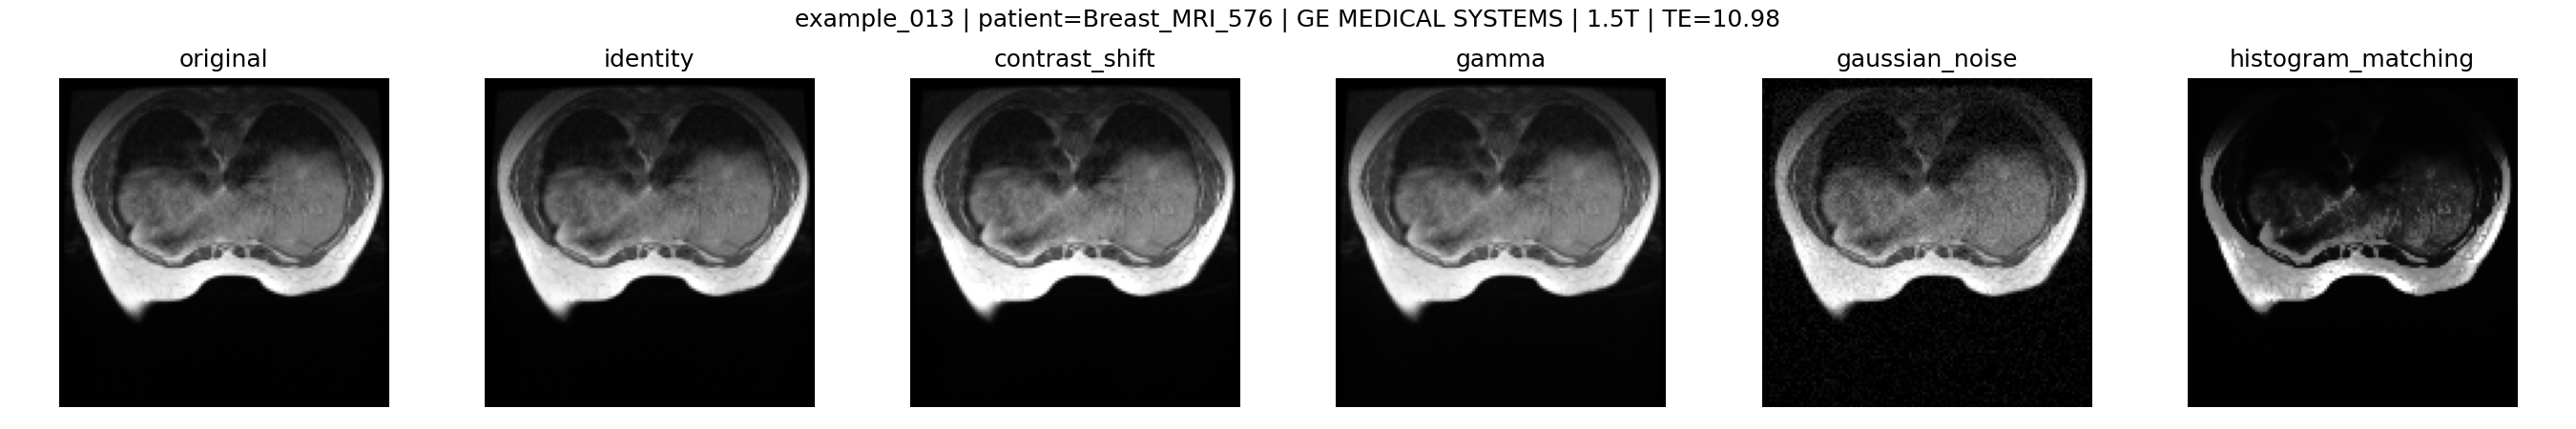 example_013 | patient=Breast_MRI_576 | GE MEDICAL SYSTEMS | 1.5T | TE=10.98
original
identity
contrast_shift
gamma
gaussian_noise
histogram_matching